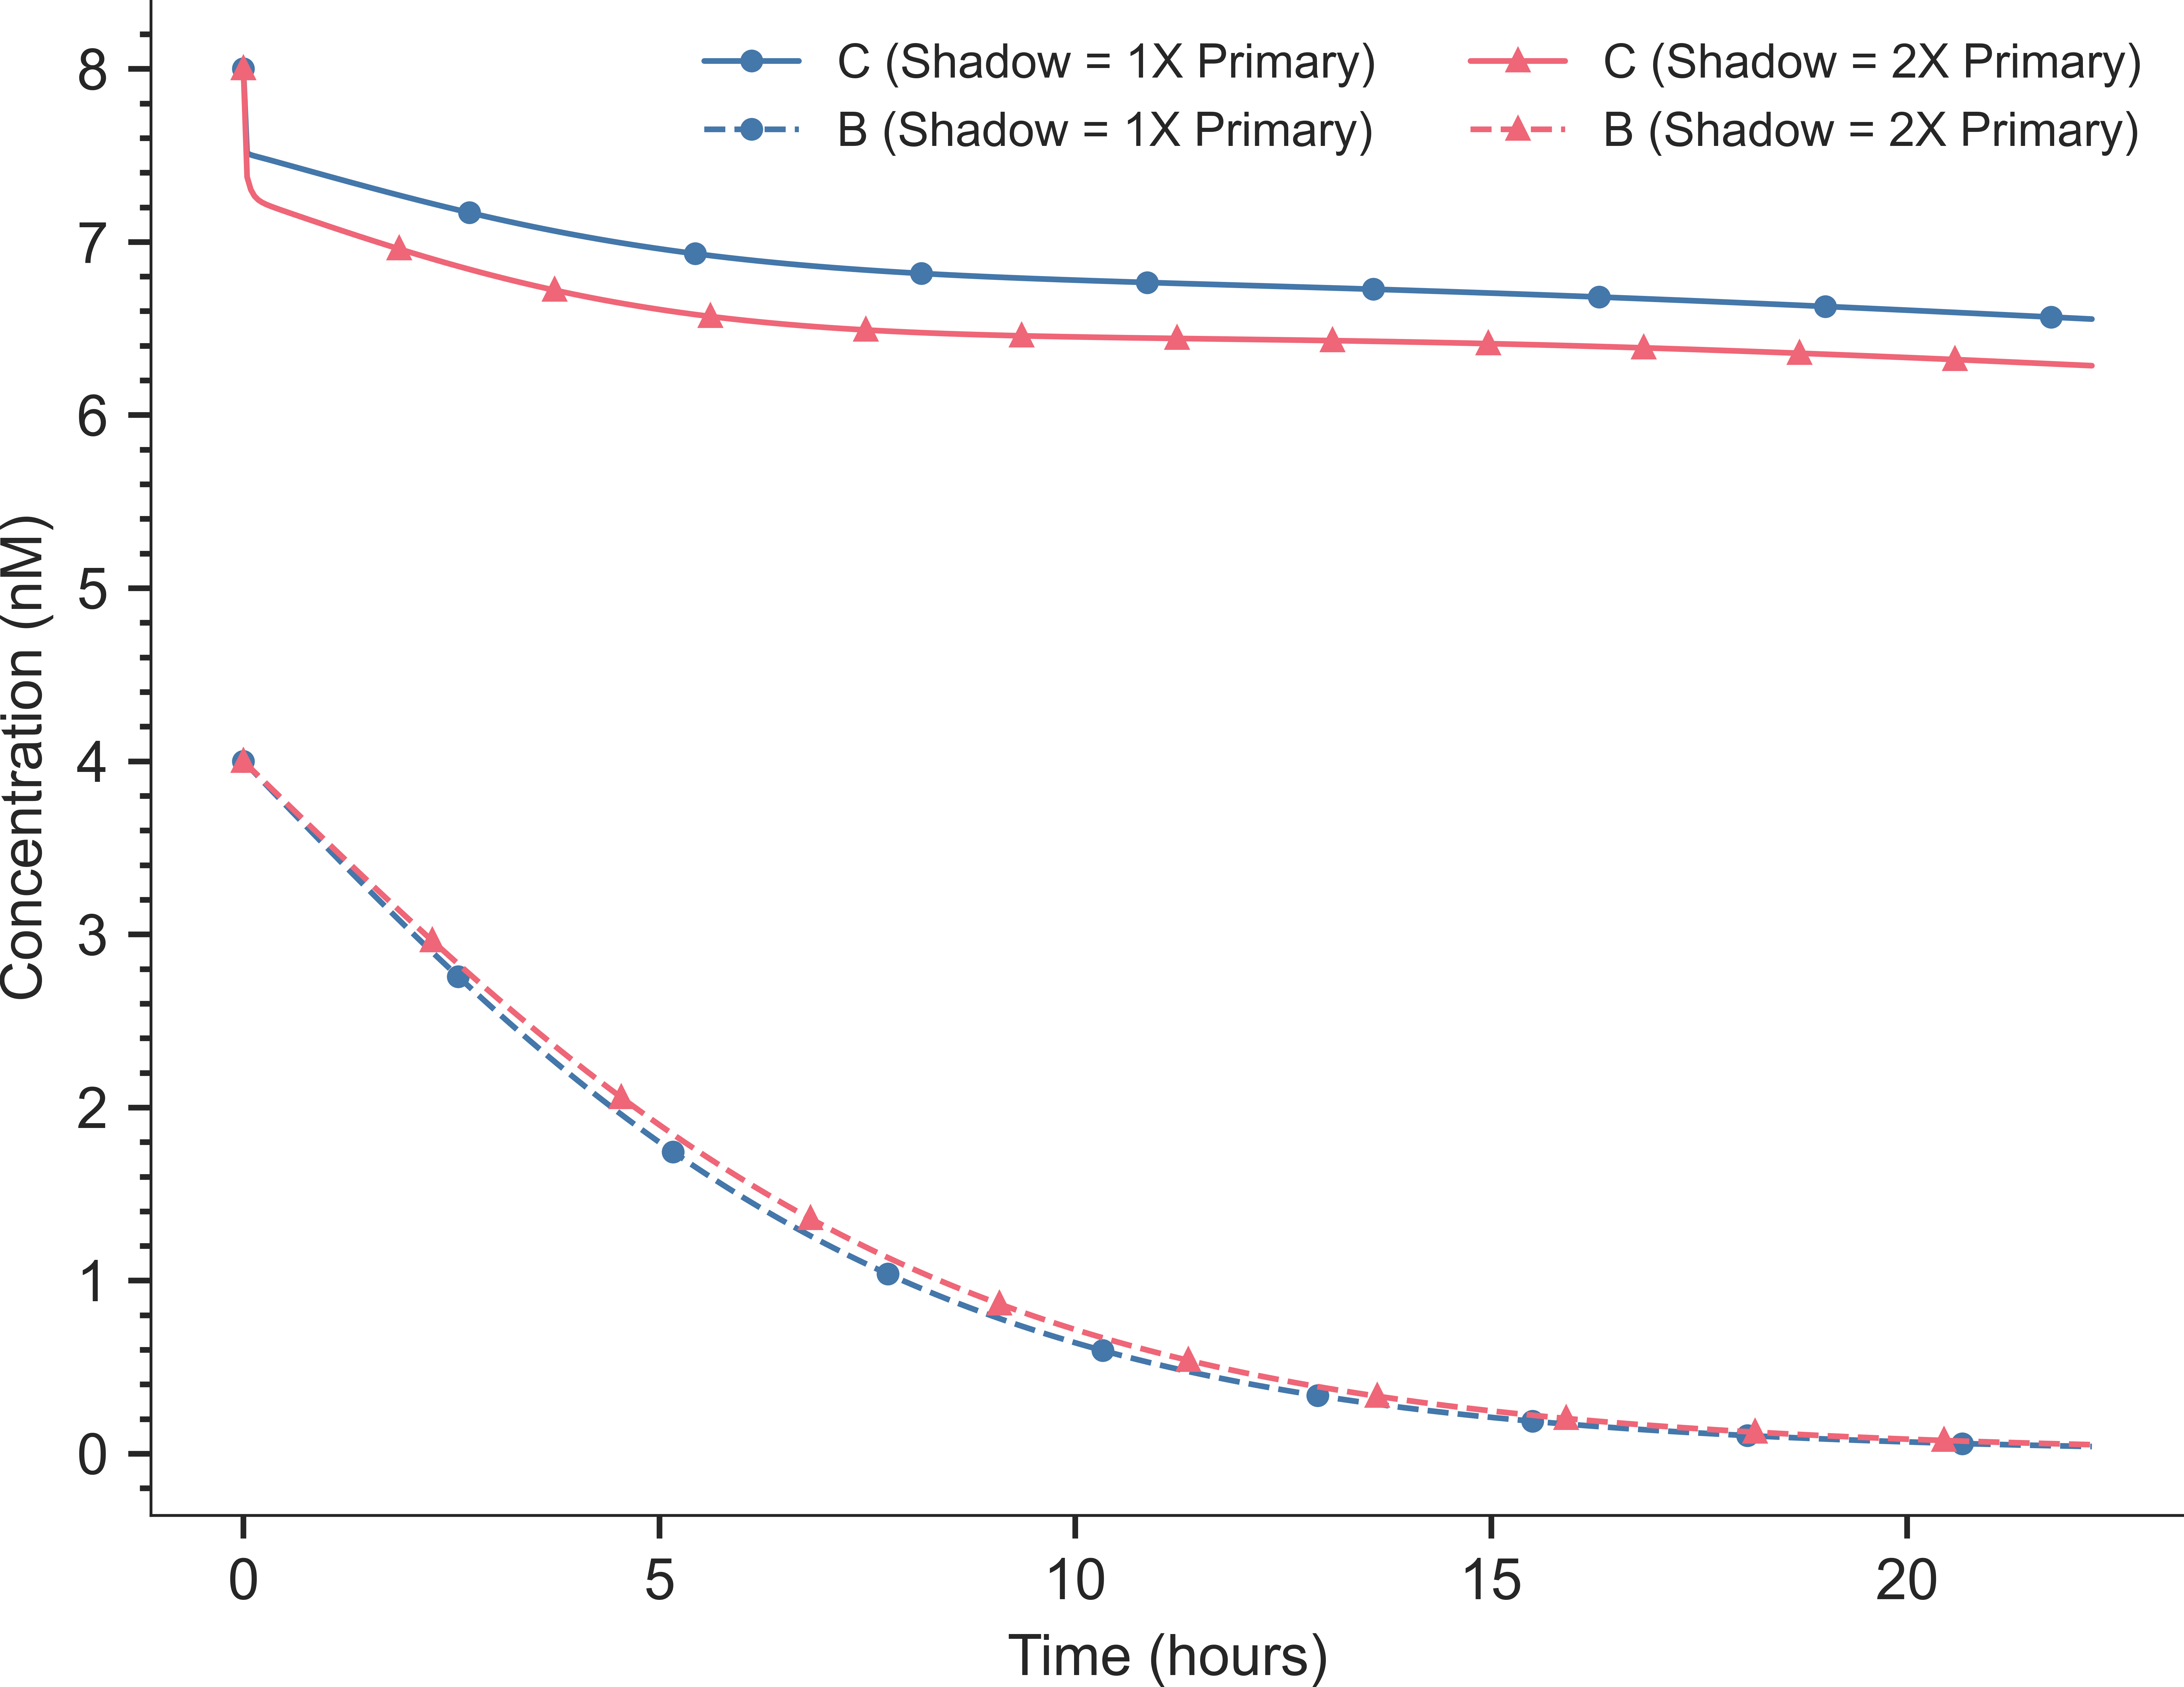 C (Shadow = 1X Primary)
C (Shadow = 2X Primary)
B (Shadow = 1X Primary)
B (Shadow = 2X Primary)
Concentration (nM)
8
7
6
5
4
3
2
1
0
0 5 10 15 20
Time (hours)